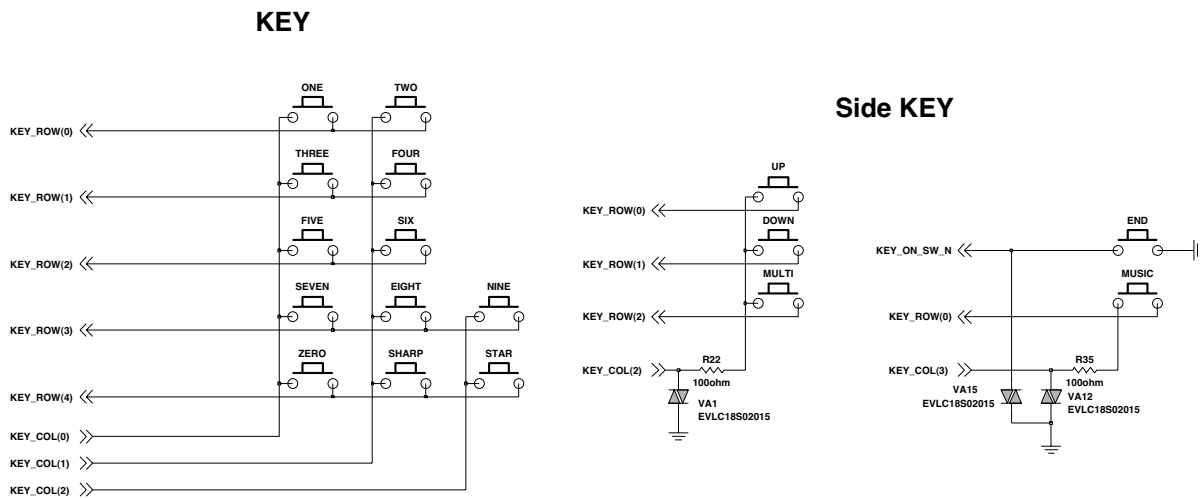 KEY
ONE TWO
KEY_ROW(0)
THREE FOUR
KEY_ROW(1)
FIVE SIX
KEY_ROW(2)
SEVEN EIGHT NINE
KEY_ROW(3)
ZERO SHARP STAR
KEY_ROW(4)
KEY_COL(0)
KEY_COL(1)
KEY_COL(2)
UP
KEY_ROW(0)
DOWN
KEY_ROW(1)
MULTI
KEY_ROW(2)
R22
KEY_COL(2)
100ohm
VA1
EVLC18S02015
Side KEY
END
KEY_ON_SW_N
MUSIC
KEY_ROW(0)
R35
KEY_COL(3)
100ohm
VA15
EVLC18S02015
VA12
EVLC18S02015